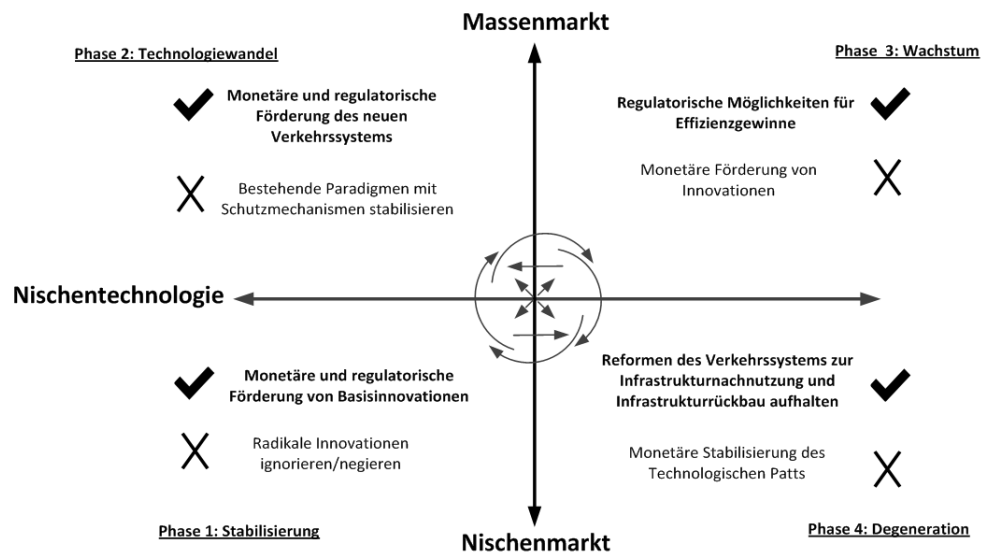 Massenmarkt
Phase 2: Technologiewandel
Monetäre und regulatorische
Förderung des neuen
Verkehrssystems
Bestehende Paradigmen mit
Schutzmechanismen stabilisieren
Phase 3: Wachstum
Regulatorische Möglichkeiten für
Effizienzgewinne
Monetäre Förderung von
Innovationen
Nischentechnologie
Monetäre und regulatorische
Förderung von Basisinnovationen
Radikale Innovationen
ignorieren/negieren
Phase 1: Stabilisierung
Reformen des Verkehrssystems zur
Infrastrukturnachnutzung und
Infrastrukturrückbau aufhalten
Monetäre Stabilisierung des
Technologischen Patts
Phase 4: Degeneration
Nischenmarkt